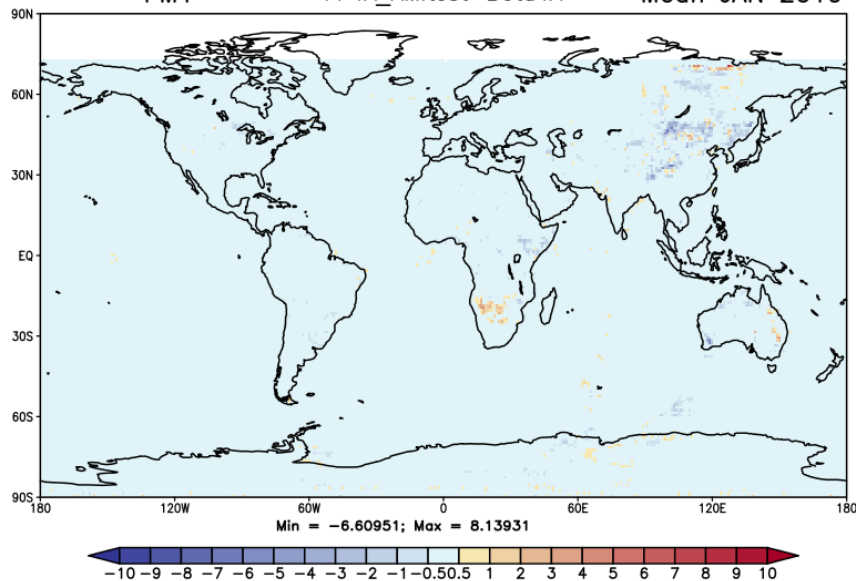 90N
60N
30N
EQ
30S
60S
90S
180 120W 60W 0 60E 120E 180
Min = -6.60951; Max = 8.13931
-10 -9 -8 -7 -6 -5 -4 -3 -2 -1 -0.5 0.5 1 2 3 4 5 6 7 8 9 10